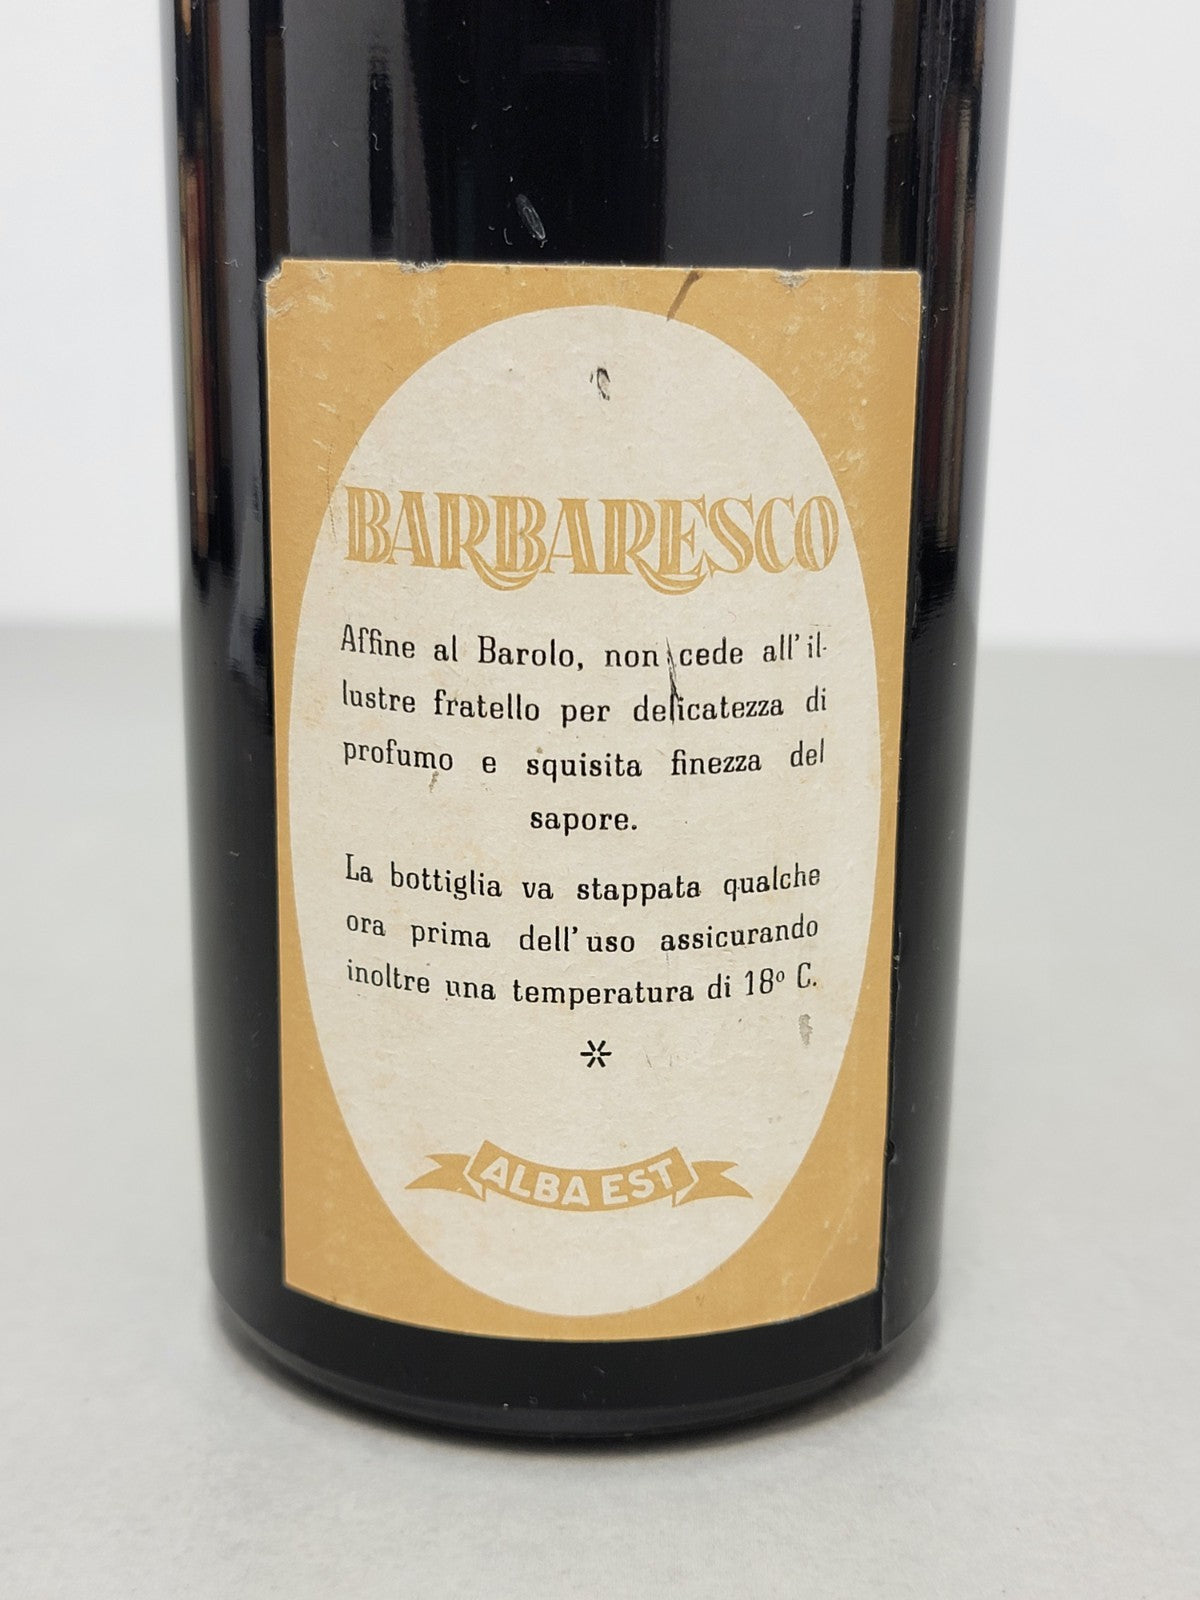 BARBARESCO
Affine al Barolo, non cede all' il-
lustre fratello per delicatezza di
profumo e squisita finezza del
sapore.
La bottiglia va stappata qualche
ora prima dell' uso assicurando
inoltre una temperatura di 18º C.
ALBA EST